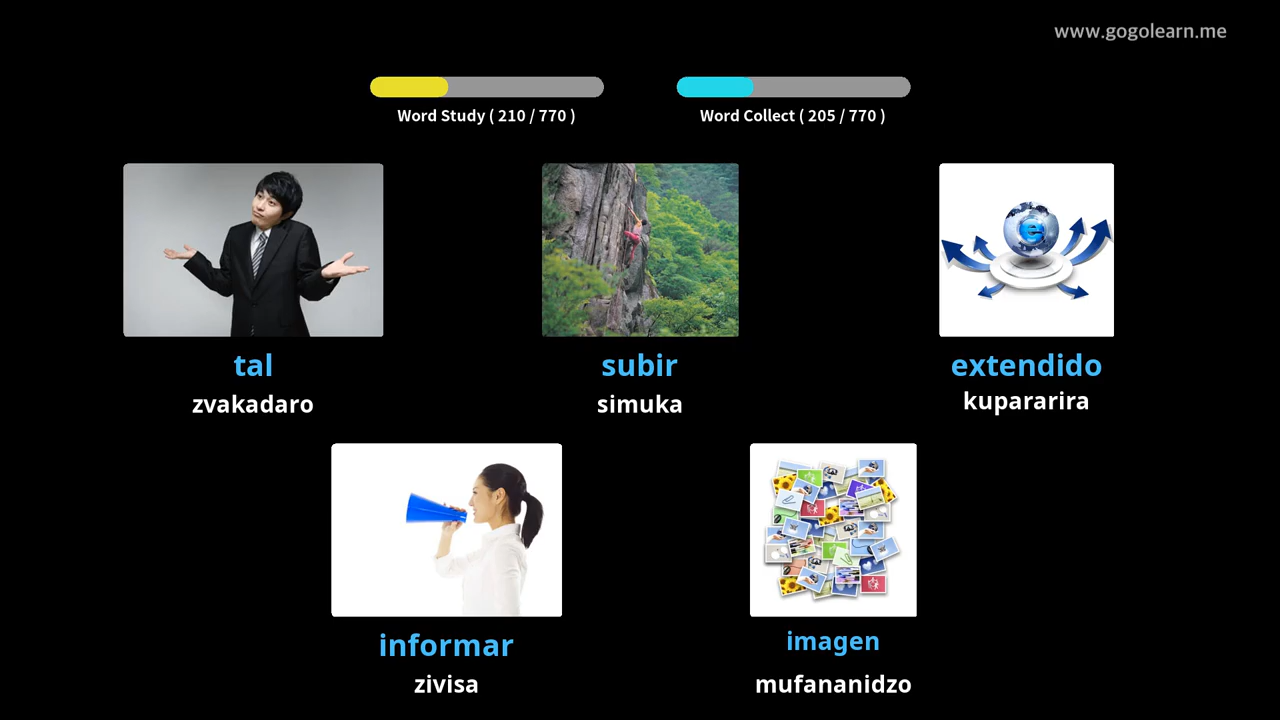 www.gogolearn.me
Word Study ( 210 / 770 )
Word Collect ( 205 / 770 )
tal
zvakadaro
subir
simuka
extendido
kupararira
informar
zivisa
imagen
mufananidzo